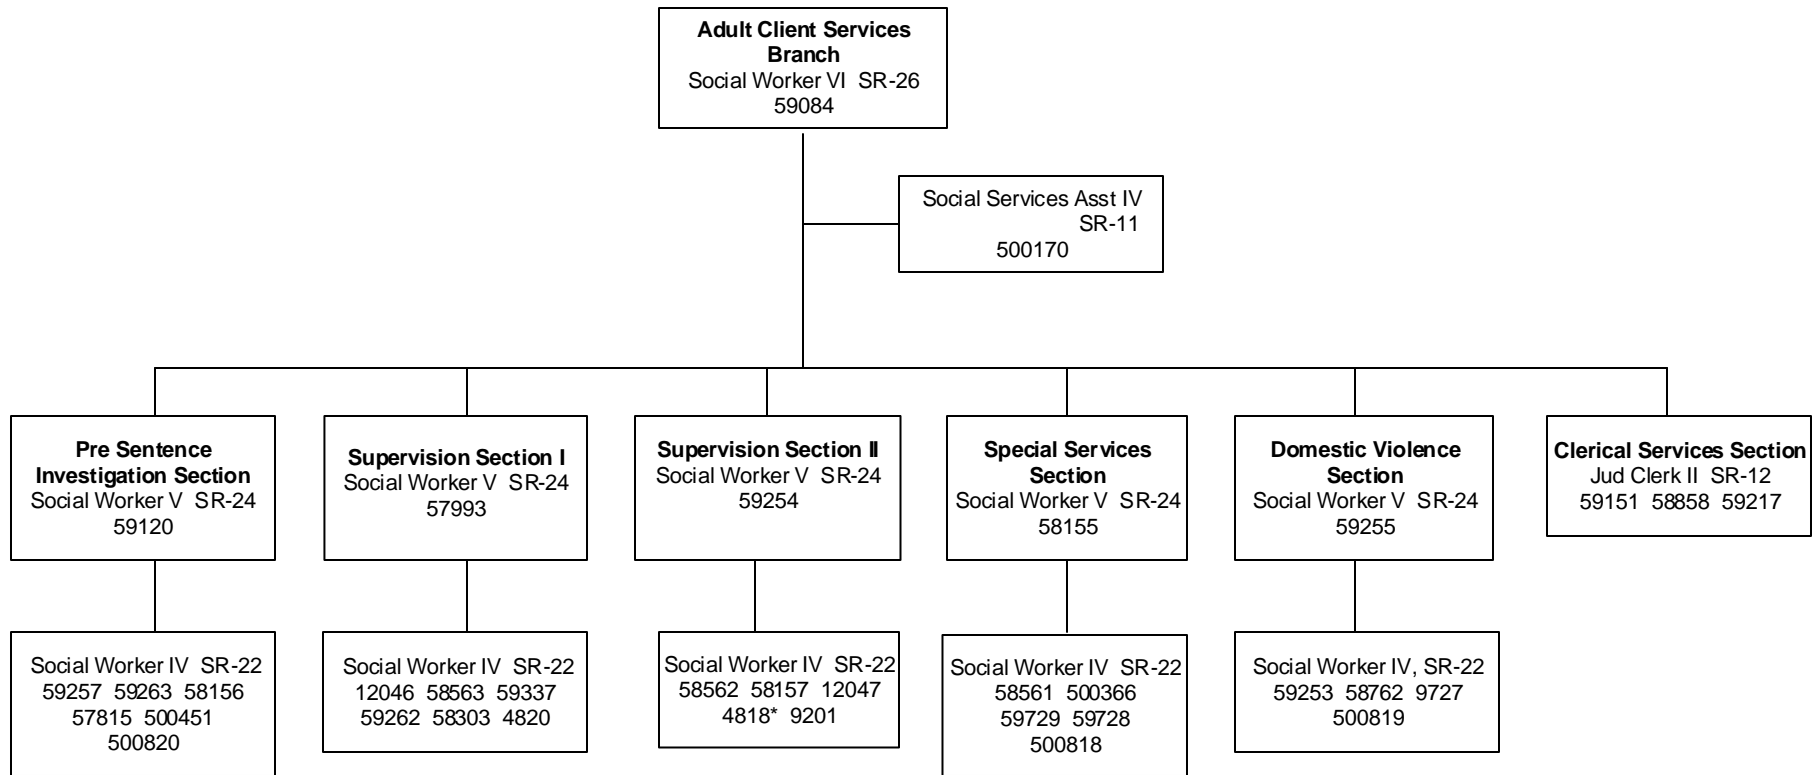 Adult Client Services
Branch
Social Worker VI SR-26
59084
Social Services Asst IV
SR-11
500170
Pre Sentence
Investigation Section
Social Worker V SR-24
59120
Supervision Section I
Social Worker V SR-24
57993
Supervision Section II
Social Worker V SR-24
59254
Special Services
Section
Social Worker V SR-24
58155
Domestic Violence
Section
Social Worker V SR-24
59255
Clerical Services Section
Jud Clerk II SR-12
59151 58858 59217
Social Worker IV SR-22
59257 59263 58156
57815 500451
500820
Social Worker IV SR-22
12046 58563 59337
59262 58303 4820
Social Worker IV SR-22
58562 58157 12047
4818* 9201
Social Worker IV SR-22
58561 500366
59729 59728
500818
Social Worker IV, SR-22
59253 58762 9727
500819